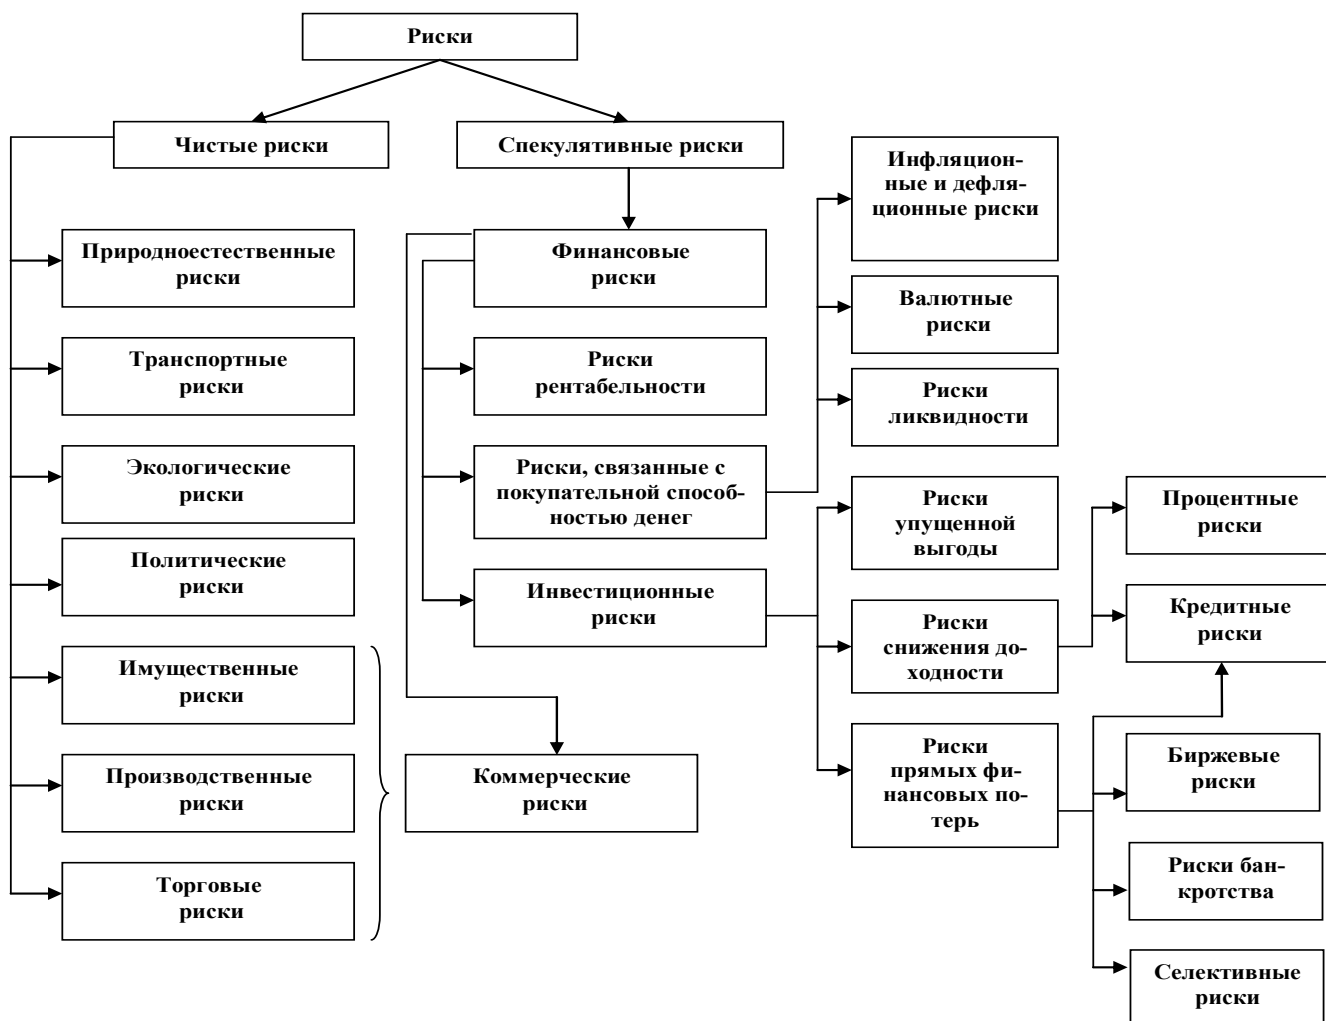 Риски
Чистые риски
Спекулятивные риски
Природноестественные
риски
Транспортные
риски
Экологические
риски
Политические
риски
Имущественные
риски
Производственные
риски
Торговые
риски
Финансовые
риски
Риски
рентабельности
Риски, связанные с
покупательной способ-
ностью денег
Инвестиционные
риски
Коммерческие
риски
Инфляцион-
ные и дефля-
ционные риски
Валютные
риски
Риски
ликвидности
Риски
упущенной
выгоды
Риски
снижения до-
ходности
Риски
прямых фи-
нансовых по-
терь
Процентные
риски
Кредитные
риски
Биржевые
риски
Риски бан-
кротства
Селективные
риски